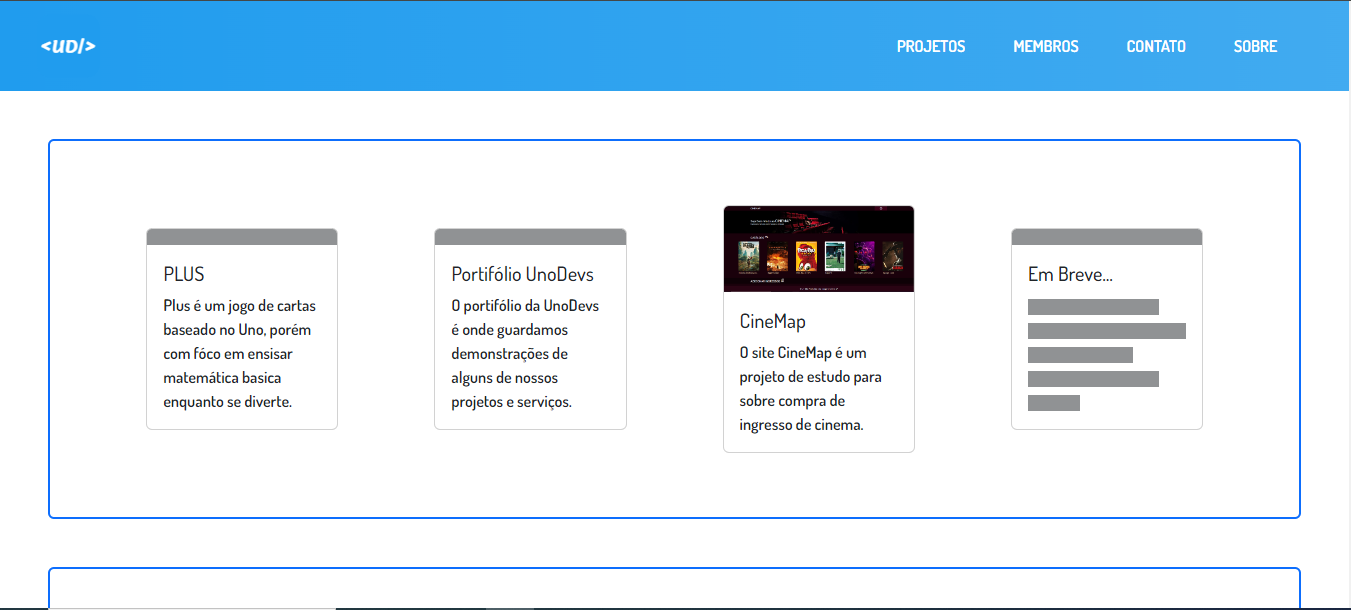 <UD/>
PROJETOS MEMBROS CONTATO SOBRE
PLUS
Plus é um jogo de cartas
baseado no Uno, porém
com fóco em ensisar
matemática basica
enquanto se diverte.
Portifólio UnoDevs
O portifólio da UnoDevs
é onde guardamos
demonstrações de
alguns de nossos
projetos e serviços.
CineMap
O site CineMap é um
projeto de estudo para
sobre compra de
ingresso de cinema.
Em Breve...